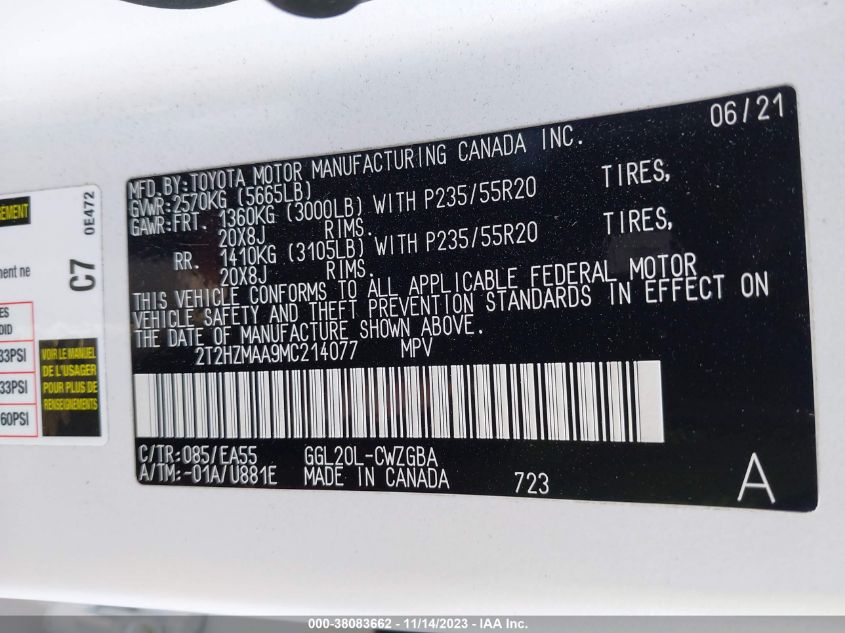 06/21
MFD.BY:TOYOTA MOTOR MANUFACTURING CANADA INC.
GVWR:2570KG (5665LB)
GAWR:FRT. 1360KG (3000LB) WITH P235/55R20 TIRES,
20X8J RIMS.
RR. 1410KG (3105LB) WITH P235/55R20 TIRES,
20X8J RIMS.
THIS VEHICLE CONFORMS TO ALL APPLICABLE FEDERAL MOTOR
VEHICLE SAFETY AND THEFT PREVENTION STANDARDS IN EFFECT ON
THE DATE OF MANUFACTURE SHOWN ABOVE.
2T2HZMAA9MC214077 MPV
C/TR:085/EA55 GGL20L-CWZGBA
A/TM:-01A/U881E MADE IN CANADA 723 A
C7 0E472
ment ne
33PSI
33PSI
60PSI
VOIR LE MANUEL
DE L'USAGER
POUR PLUS DE
RENSEIGNEMENTS
000-38083662 - 11/14/2023 - IAA Inc.